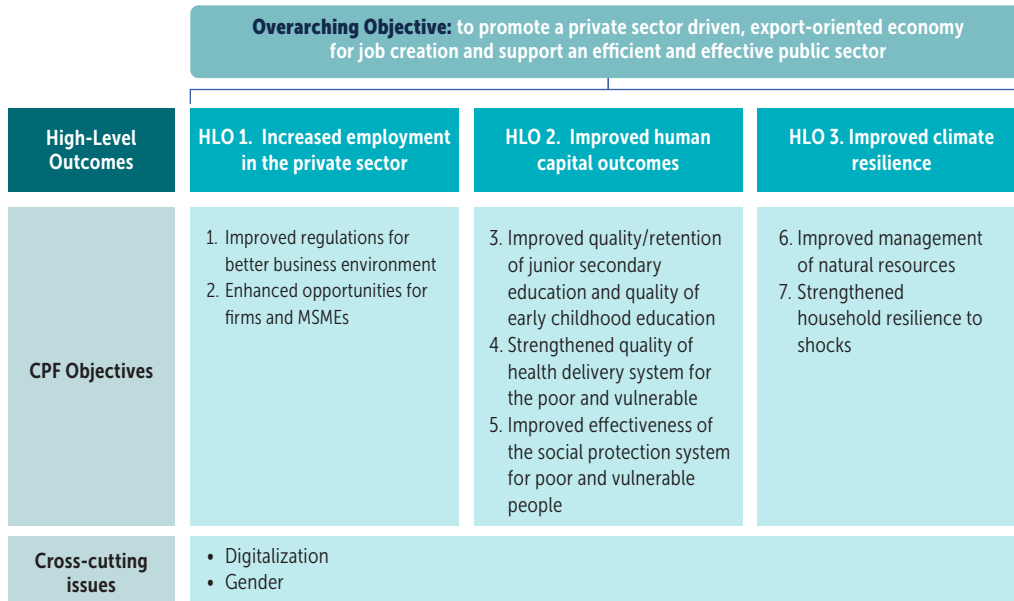 Overarching Objective: to promote a private sector driven, export-oriented economy
for job creation and support an efficient and effective public sector
High-Level
Outcomes
HLO 1. Increased employment
in the private sector
HLO 2. Improved human
capital outcomes
HLO 3. Improved climate
resilience
CPF Objectives
1. Improved regulations for
better business environment
2. Enhanced opportunities for
firms and MSMEs
3. Improved quality/retention
of junior secondary
education and quality of
early childhood education
4. Strengthened quality of
health delivery system for
the poor and vulnerable
5. Improved effectiveness of
the social protection system
for poor and vulnerable
people
6. Improved management
of natural resources
7. Strengthened
household resilience to
shocks
Cross-cutting
issues
• Digitalization
• Gender